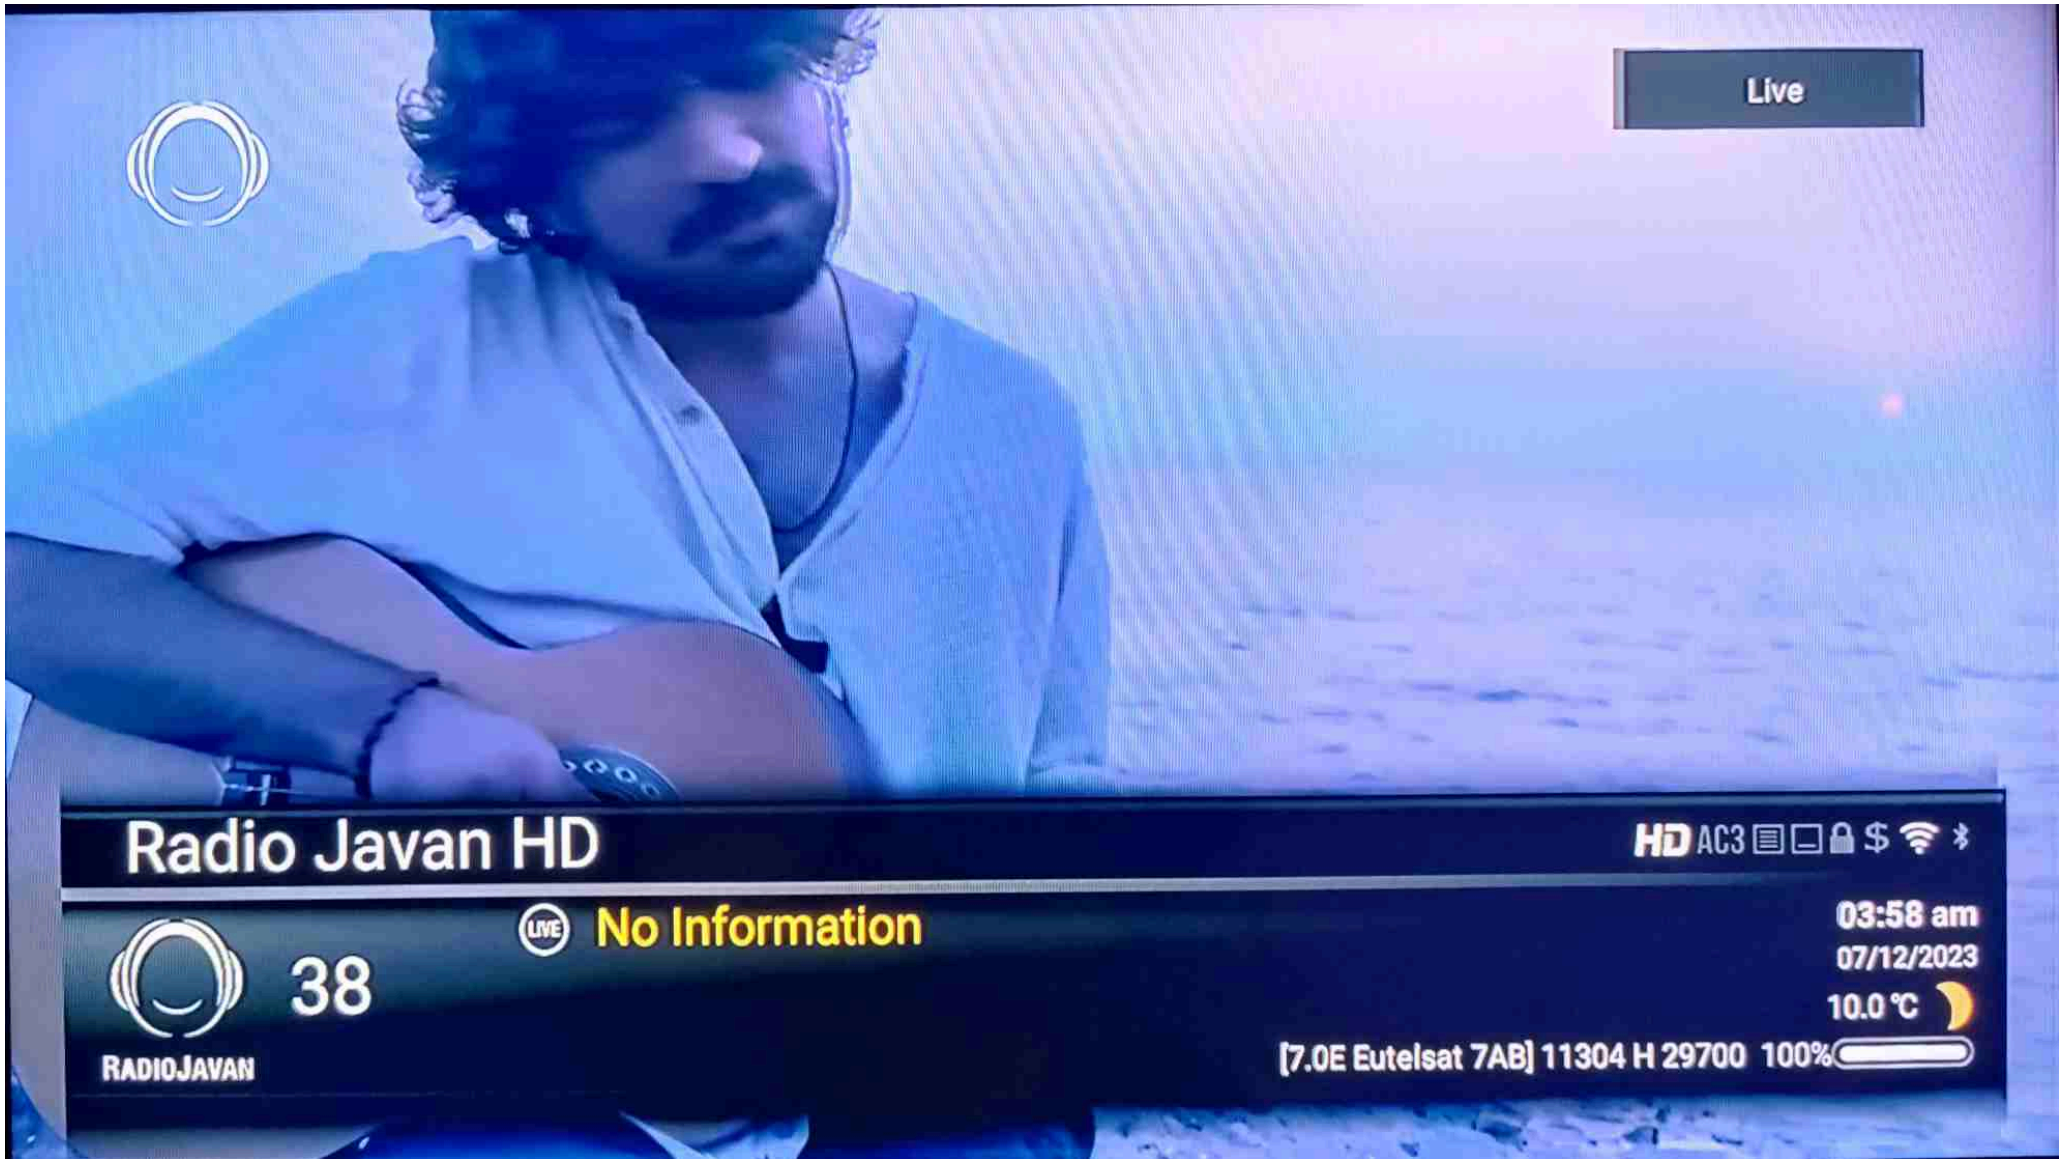 Live
Radio Javan HD
HD AC3 $
LIVE No Information
38
RADIOJAVAN
03:58 am
07/12/2023
10.0 °C
[7.0E Eutelsat 7AB] 11304 H 29700 100%